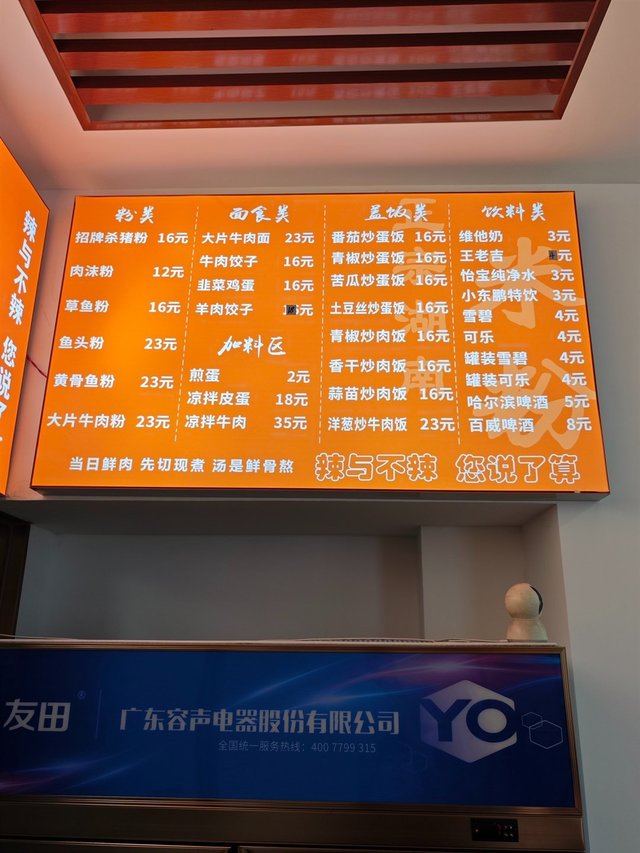 辣与不辣 您说了
粉类
招牌杀猪粉 16元
肉沫粉 12元
草鱼粉 16元
鱼头粉 23元
黄骨鱼粉 23元
大片牛肉粉 23元
面食类
大片牛肉面 23元
牛肉饺子 16元
韭菜鸡蛋 16元
羊肉饺子 元
加料区
煎蛋 2元
凉拌皮蛋 18元
凉拌牛肉 35元
盖饭类
番茄炒蛋饭 16元
青椒炒蛋饭 16元
苦瓜炒蛋饭 16元
土豆丝炒蛋饭 16元
青椒炒肉饭 16元
香干炒肉饭 16元
蒜苗炒肉饭 16元
洋葱炒牛肉饭 23元
饮料类
维他奶 3元
王老吉 元
怡宝纯净水 3元
小东鹏特饮 3元
雪碧 4元
可乐 4元
罐装雪碧 4元
罐装可乐 4元
哈尔滨啤酒 5元
百威啤酒 8元
正宗湖南
水粉
当日鲜肉 先切现煮 汤是鲜骨熬
辣与不辣 您说了算
友田®
广东容声电器股份有限公司
全国统一服务热线：400 7799 315
YO